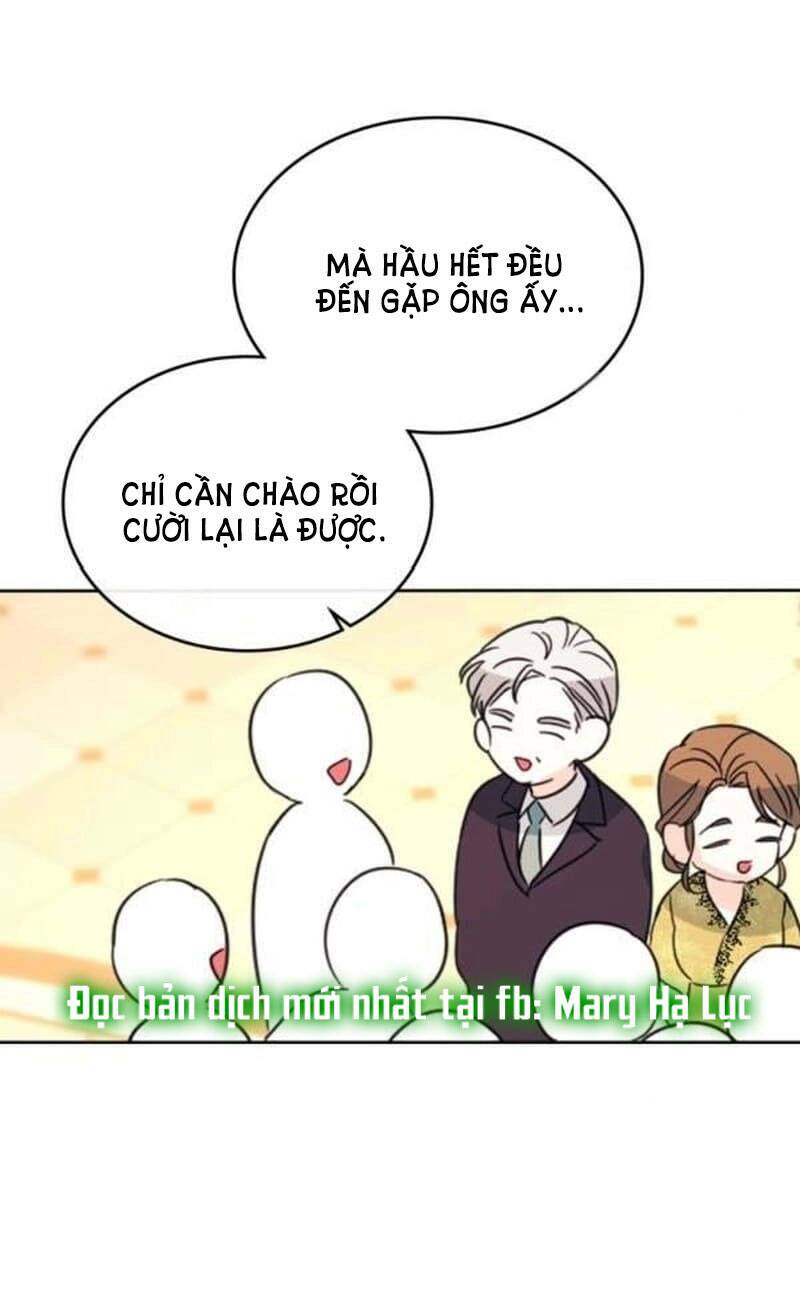 MÀ HẦU HẾT ĐỀU
ĐẾN GẶP ÔNG ẤY...
CHỈ CẦN CHÀO RỒI
CƯỜI LẠI LÀ ĐƯỢC.
Đọc bản dịch mới nhất tại fb: Mary Hạ Lục